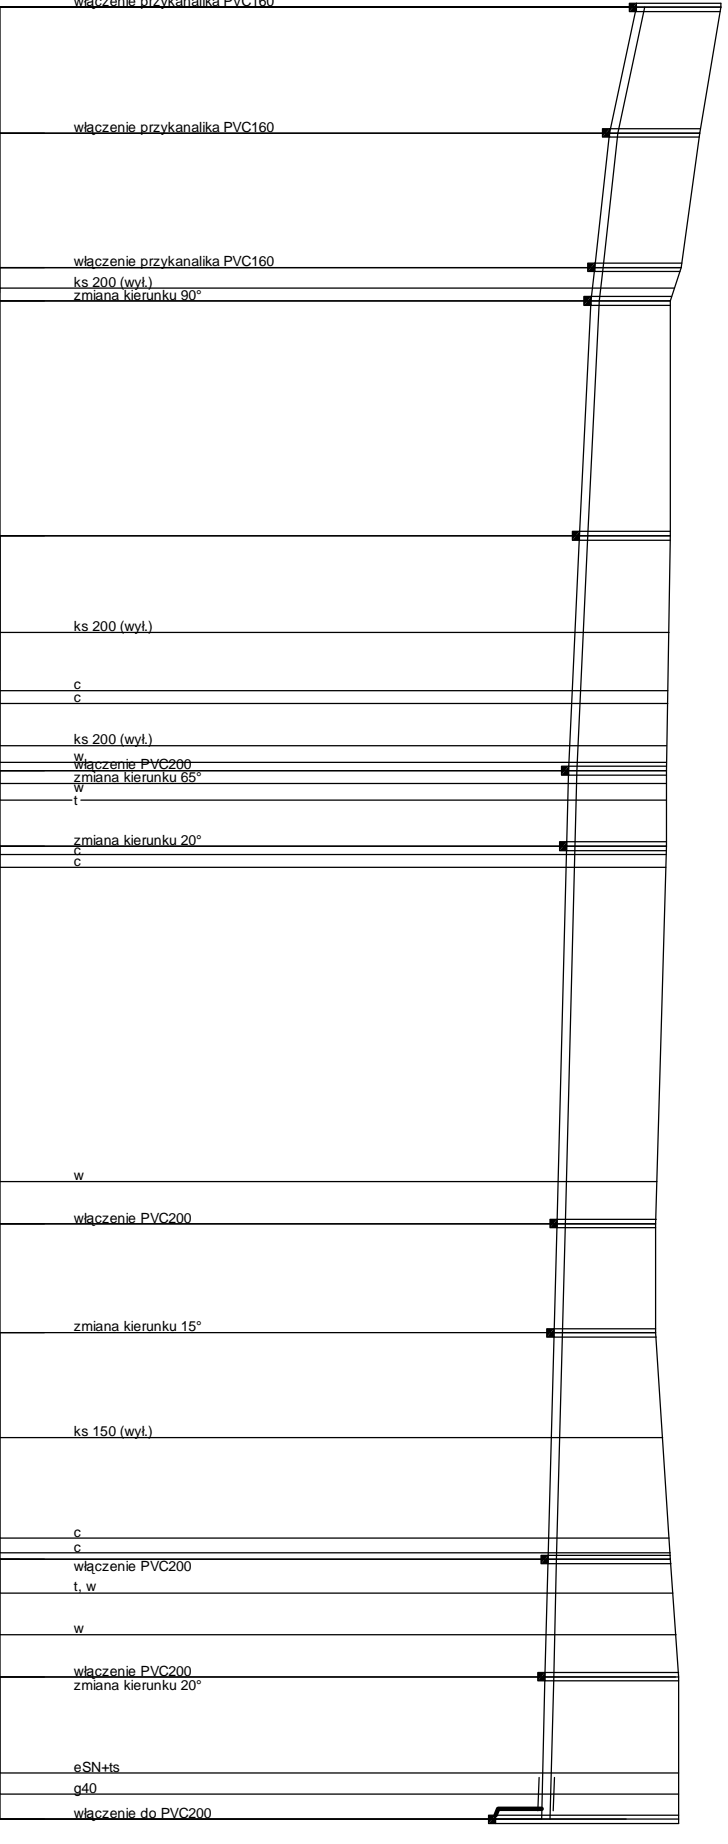 włączenie przykanalika PVC160
włączenie przykanalika PVC160
włączenie przykanalika PVC160
ks 200 (wył.)
zmiana kierunku 90°
ks 200 (wył.)
c
c
ks 200 (wył.)
w
włączenie PVC200
zmiana kierunku 65°
w
t
zmiana kierunku 20°
c
c
w
włączenie PVC200
zmiana kierunku 15°
ks 150 (wył.)
c
c
włączenie PVC200
t, w
w
włączenie PVC200
zmiana kierunku 20°
eSN+ts
g40
włączenie do PVC200